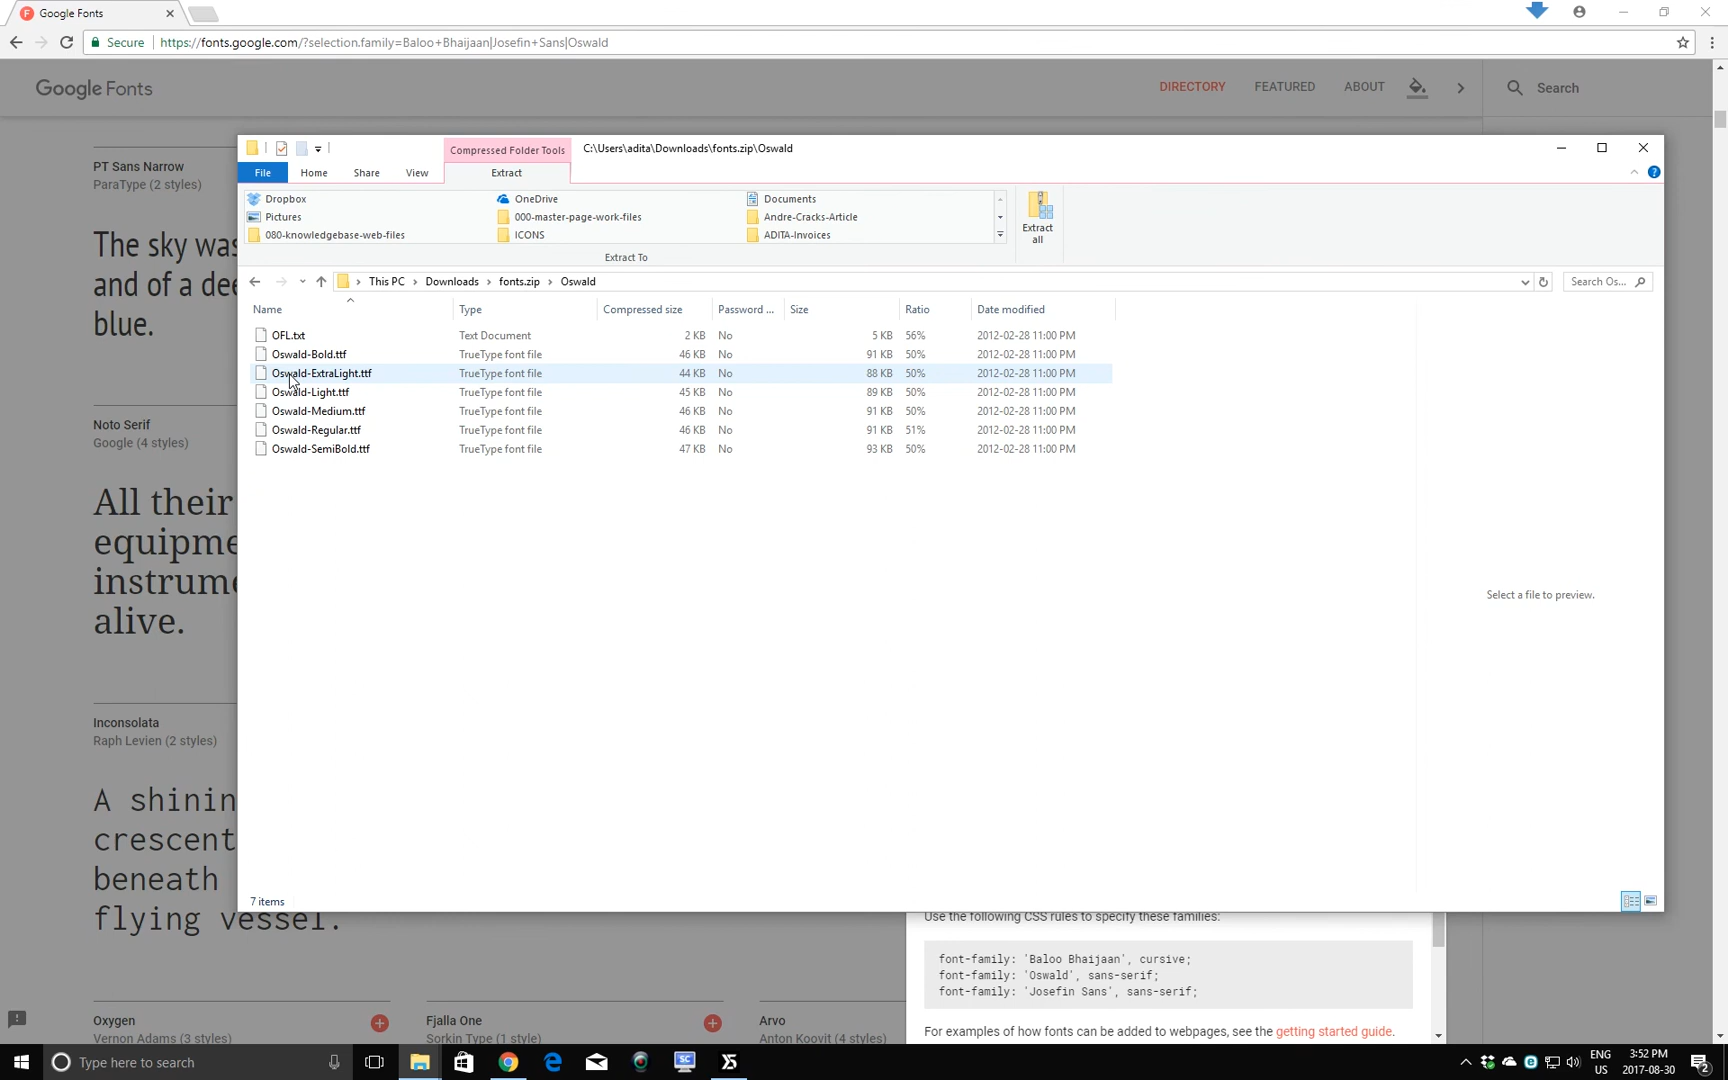 Google Fonts
Secure https://fonts.google.com/?selection.family=Baloo+Bhaijaan|Josefin+Sans|Oswald
Google Fonts
DIRECTORY FEATURED ABOUT Search
PT Sans Narrow
ParaType (2 styles)
The sky was
and of a dee
blue.
Noto Serif
Google (4 styles)
All their
equipme
instrume
alive.
Inconsolata
Raph Levien (2 styles)
A shinin
crescent
beneath
flying vessel.
Oxygen
Vernon Adams (3 styles)
Fjalla One
Sorkin Type (1 style)
Arvo
Anton Koovit (4 styles)
Compressed Folder Tools C:\Users\adita\Downloads\fonts.zip\Oswald
File Home Share View Extract
Dropbox OneDrive Documents
Pictures 000-master-page-work-files Andre-Cracks-Article
080-knowledgebase-web-files ICONS ADITA-Invoices
Extract
all
Extract To
This PC Downloads fonts.zip Oswald Search Os...
Name Type Compressed size Password ... Size Ratio Date modified
OFL.txt Text Document 2 KB No 5 KB 56% 2012-02-28 11:00 PM
Oswald-Bold.ttf TrueType font file 46 KB No 91 KB 50% 2012-02-28 11:00 PM
Oswald-ExtraLight.ttf TrueType font file 44 KB No 88 KB 50% 2012-02-28 11:00 PM
Oswald-Light.ttf TrueType font file 45 KB No 89 KB 50% 2012-02-28 11:00 PM
Oswald-Medium.ttf TrueType font file 46 KB No 91 KB 50% 2012-02-28 11:00 PM
Oswald-Regular.ttf TrueType font file 46 KB No 91 KB 51% 2012-02-28 11:00 PM
Oswald-SemiBold.ttf TrueType font file 47 KB No 93 KB 50% 2012-02-28 11:00 PM
Select a file to preview.
7 items
Use the following CSS rules to specify these families:
font-family: 'Baloo Bhaijaan', cursive;
font-family: 'Oswald', sans-serif;
font-family: 'Josefin Sans', sans-serif;
For examples of how fonts can be added to webpages, see the getting started guide.
Type here to search
SC
ENG
US
3:52 PM
2017-08-30
2